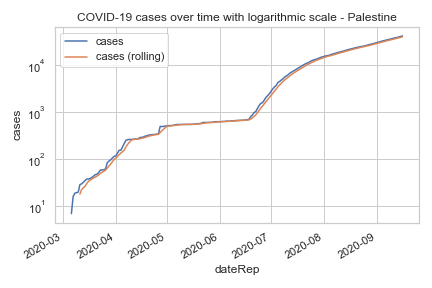 COVID-19 cases over time with logarithmic scale - Palestine
cases
cases (rolling)
10⁴
10³
10²
10¹
cases
2020-03
2020-04
2020-05
2020-06
2020-07
2020-08
2020-09
dateRep